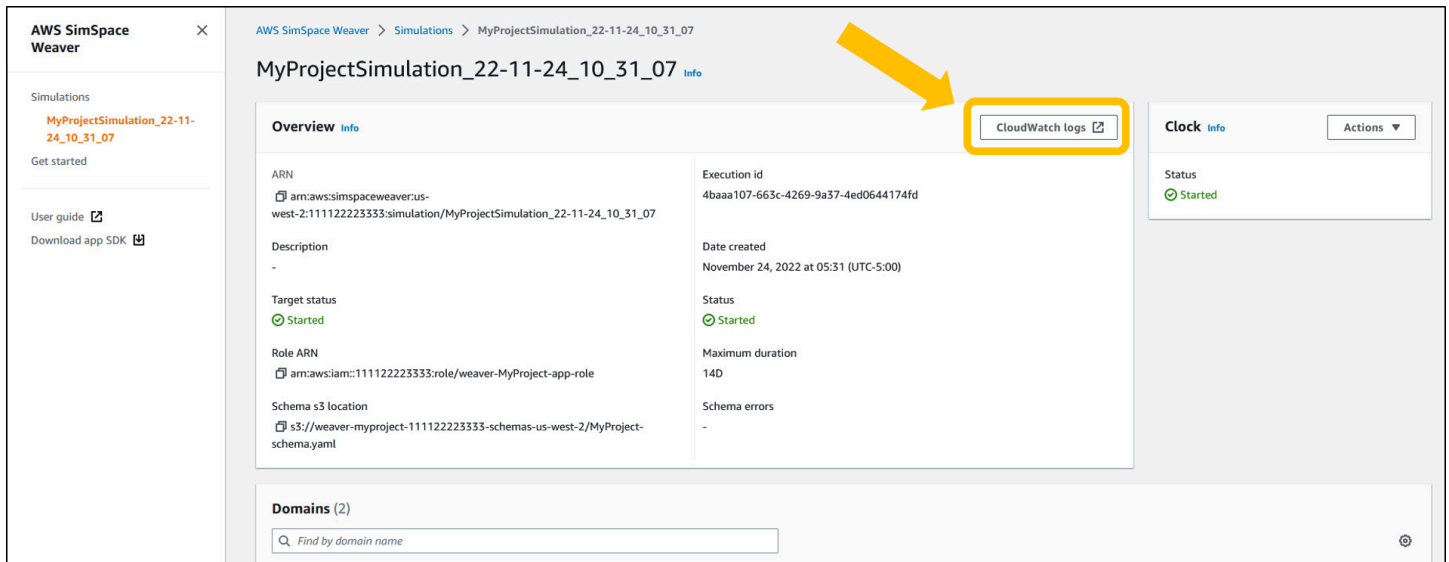 AWS SimSpace
Weaver
Simulations
MyProjectSimulation_22-11-
24_10_31_07
Get started
User guide
Download app SDK
AWS SimSpace Weaver > Simulations > MyProjectSimulation_22-11-24_10_31_07
MyProjectSimulation_22-11-24_10_31_07 Info
Overview Info
CloudWatch logs
ARN
arn:aws:simspaceweaver:us-
west-2:111122223333:simulation/MyProjectSimulation_22-11-24_10_31_07
Execution id
4baaa107-663c-4269-9a37-4ed0644174fd
Description
-
Date created
November 24, 2022 at 05:31 (UTC-5:00)
Target status
Started
Status
Started
Role ARN
arn:aws:iam::111122223333:role/weaver-MyProject-app-role
Maximum duration
14D
Schema s3 location
s3://weaver-myproject-111122223333-schemas-us-west-2/MyProject-
schema.yaml
Schema errors
-
Clock Info
Actions
Status
Started
Domains (2)
Find by domain name